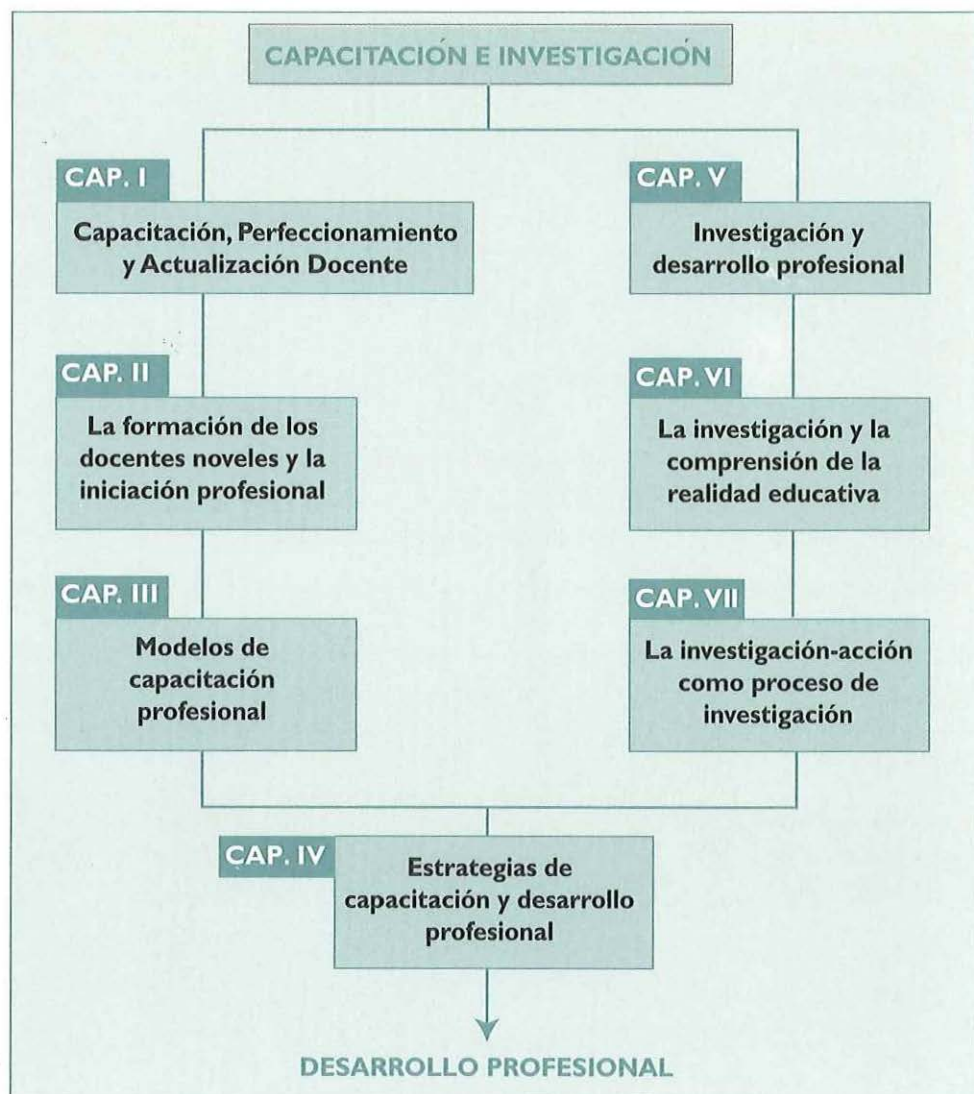 CAPACITACIÓN E INVESTIGACIÓN
CAP. I
Capacitación, Perfeccionamiento
y Actualización Docente
CAP. II
La formación de los
docentes noveles y la
iniciación profesional
CAP. III
Modelos de
capacitación
profesional
CAP. V
Investigación y
desarrollo profesional
CAP. VI
La investigación y la
comprensión de la
realidad educativa
CAP. VII
La investigación-acción
como proceso de
investigación
CAP. IV
Estrategias de
capacitación y desarrollo
profesional
DESARROLLO PROFESIONAL